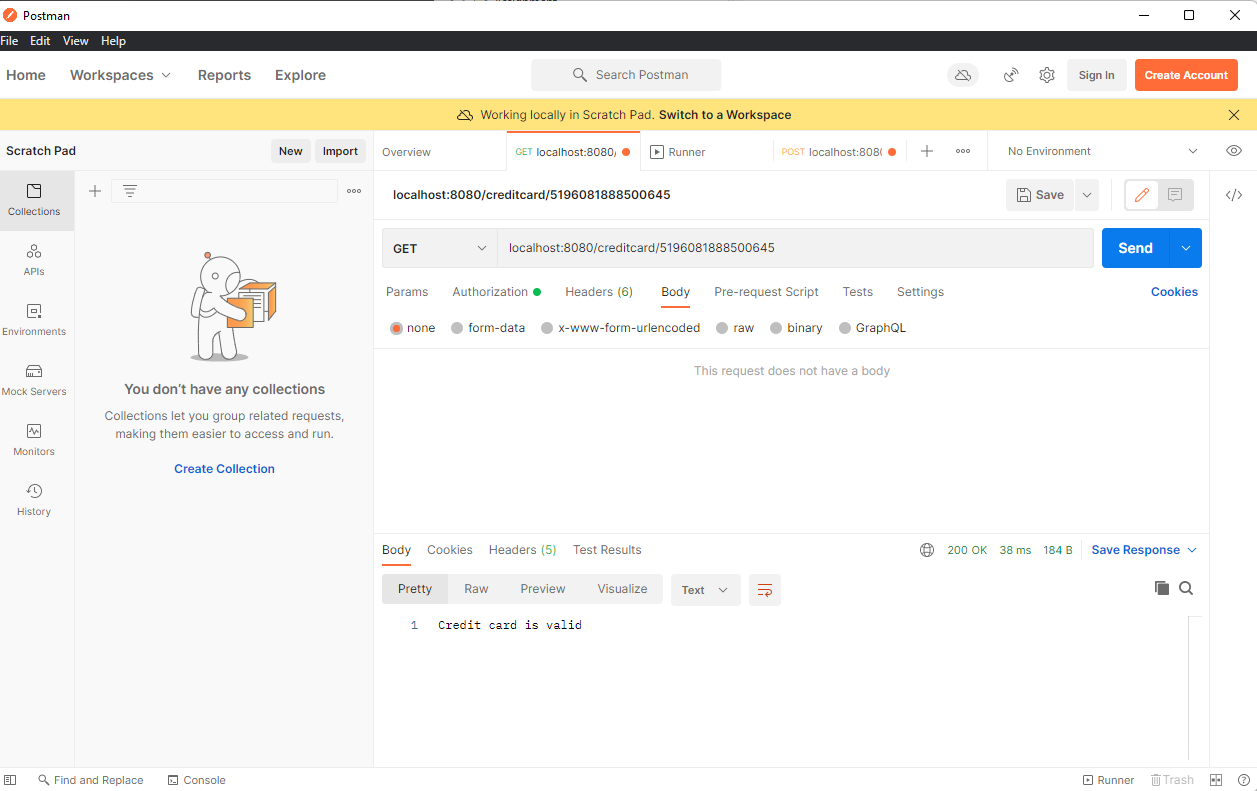 Postman
File Edit View Help
Home Workspaces Reports Explore Search Postman Sign In Create Account
Working locally in Scratch Pad. Switch to a Workspace
Scratch Pad New Import Overview GET localhost:8080/ Runner POST localhost:808 No Environment
Collections
APIs
Environments
Mock Servers
Monitors
History
You don't have any collections
Collections let you group related requests,
making them easier to access and run.
Create Collection
localhost:8080/creditcard/5196081888500645 Save
GET localhost:8080/creditcard/5196081888500645 Send
Params Authorization Headers (6) Body Pre-request Script Tests Settings Cookies
none form-data x-www-form-urlencoded raw binary GraphQL
This request does not have a body
Body Cookies Headers (5) Test Results 200 OK 38 ms 184 B Save Response
Pretty Raw Preview Visualize Text
1 Credit card is valid
Find and Replace Console Runner Trash